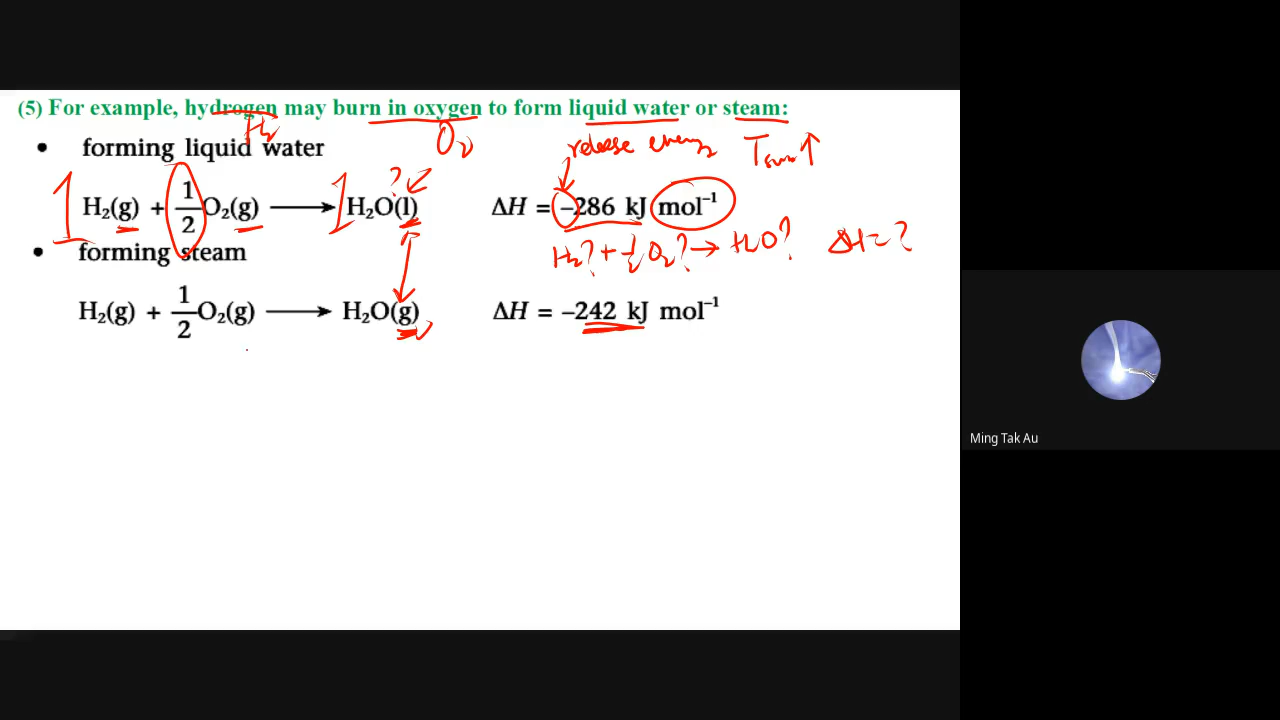 (5) For example, hydrogen may burn in oxygen to form liquid water or steam:
H₂ O₂ release energy T ↑
• forming liquid water
1 H₂(g) + 1/2 O₂(g) ⟶ 1 H₂O(l) ? ΔH = –286 kJ mol⁻¹
H₂? + 1/2 O₂? → H₂O? ΔH = ?
• forming steam
H₂(g) + 1/2 O₂(g) ⟶ H₂O(g) ΔH = –242 kJ mol⁻¹
Ming Tak Au